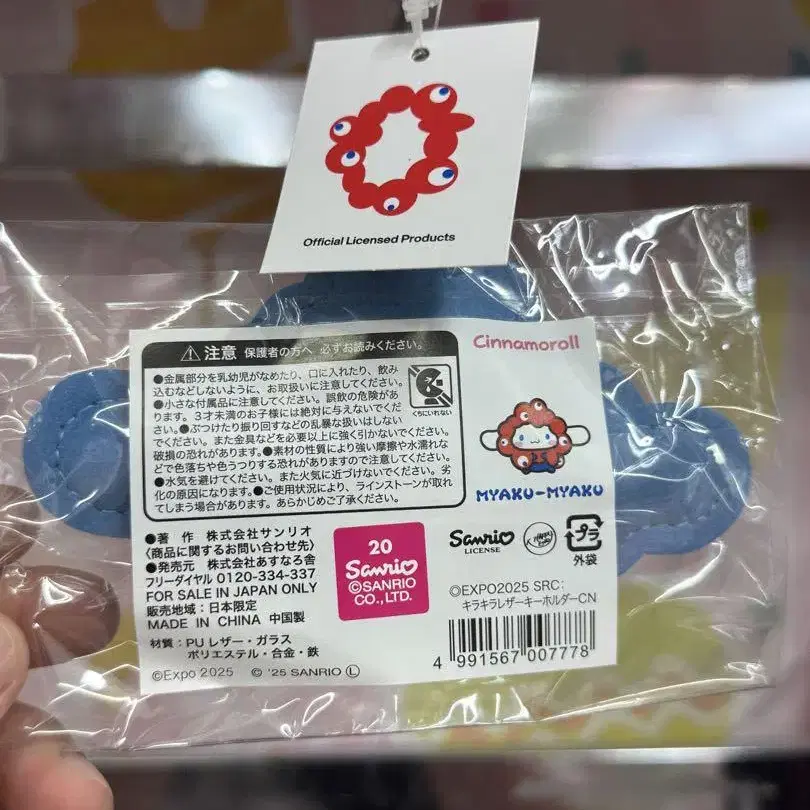 Official Licensed Products
注意 保護者の方へ 必ずお読みください。
●金属部分を乳幼児がなめたり、口に入れたり、飲み
込むなどしないように、お取扱いに注意してください。
●小さな付属品に注意してください。誤飲の危険があり
ます。3才未満のお子様には絶対に与えないでくだ
さい。●ぶつけたり振り回すなどの乱暴な扱いはしない
でください。また金具などを必要以上に強く引かないでください。
破損の恐れがあります。●素材の性質により強い摩擦や水濡れな
どで色落ちや色うつりする恐れがありますので注意してください。
●水気を避けてください。また火気に近づけないでください。劣
化の原因になります。●ご使用状況により、ラインストーンが取れ
てしまう場合があります。あらかじめご了承ください。
くちにいれない
Cinnamoroll
MYAKU-MYAKU
●著 作 株式会社サンリオ
〈商品に関するお問い合わせ先〉
●発売元 株式会社あすなろ舎
フリーダイヤル 0120-334-337
FOR SALE IN JAPAN ONLY
販売地域:日本限定
MADE IN CHINA 中国製
材質:PUレザー・ガラス
ポリエステル・合金・鉄
©Expo 2025 © '25 SANRIO Ⓛ
20
Sanrio
©SANRIO
CO.,LTD.
Sanrio
LICENSE
プラ
外袋
©EXPO2025 SRC:
キラキラレザーキーホルダーCN
4 991567 007778